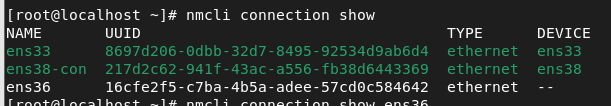 [root@localhost ~]# nmcli connection show
NAME       UUID                                  TYPE      DEVICE
ens33      8697d206-0dbb-32d7-8495-92534d9ab6d4  ethernet  ens33
ens38-con  217d2c62-941f-43ac-a556-fb38d6443369  ethernet  ens38
ens36      16cfe2f5-c7ba-4b5a-adee-57cd0c584642  ethernet  --
[root@localhost ~]# nmcli connection show ens36